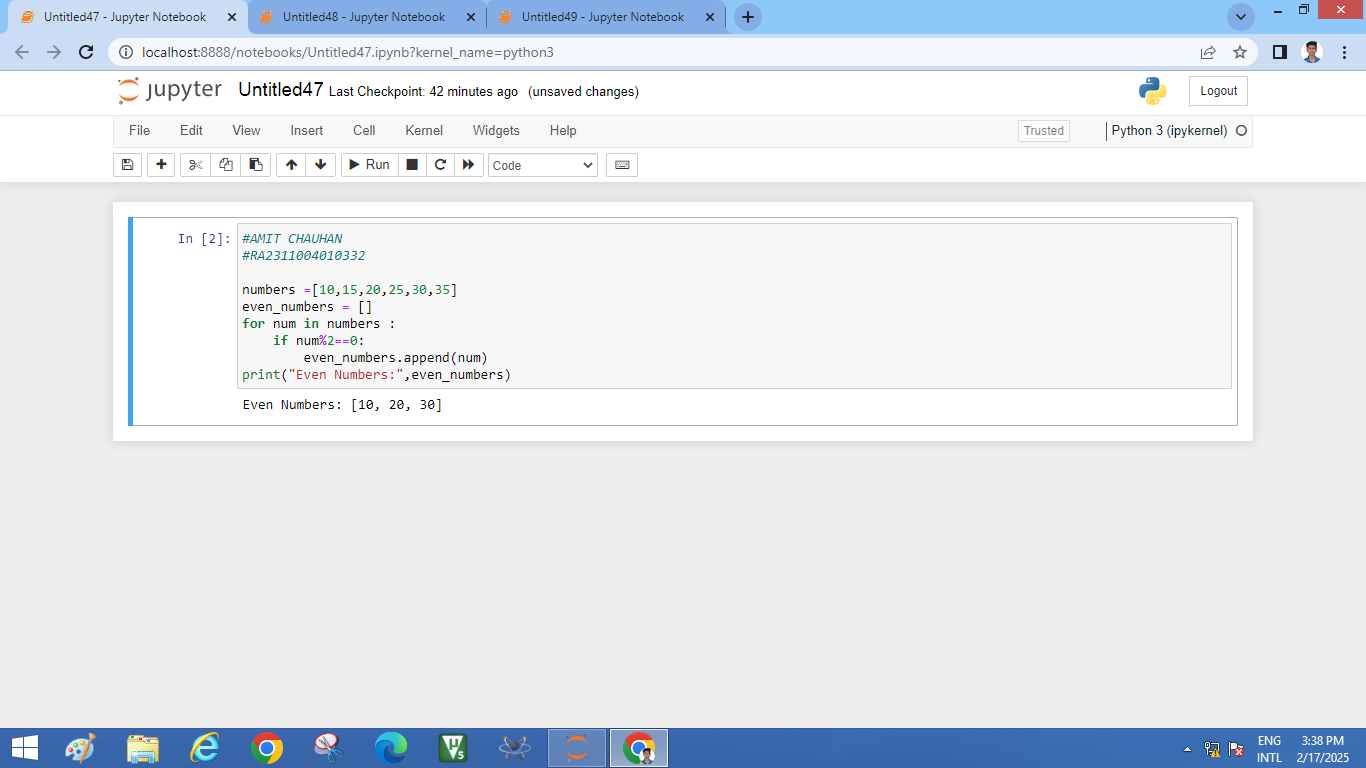 Untitled47 - Jupyter Notebook
Untitled48 - Jupyter Notebook
Untitled49 - Jupyter Notebook
localhost:8888/notebooks/Untitled47.ipynb?kernel_name=python3
jupyter Untitled47 Last Checkpoint: 42 minutes ago (unsaved changes)
Logout
File Edit View Insert Cell Kernel Widgets Help
Trusted
Python 3 (ipykernel)
Run
Code
In [2]:
#AMIT CHAUHAN
#RA2311004010332
numbers =[10,15,20,25,30,35]
even_numbers = []
for num in numbers :
    if num%2==0:
        even_numbers.append(num)
print("Even Numbers:",even_numbers)
Even Numbers: [10, 20, 30]
ENG 3:38 PM
INTL 2/17/2025